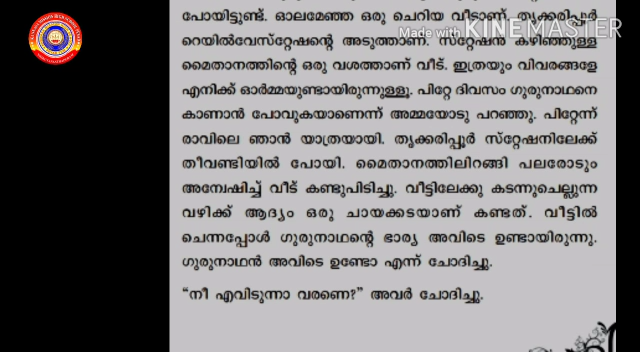 പോയിട്ടുണ്ട്. ഓലമേഞ്ഞ ഒരു ചെറിയ വീടാണ്. തൃക്കരിപ്പൂർ
Made with KINEMASTER
റെയിൽവേസ്റ്റേഷന്റെ അടുത്താണ്. സ്റ്റേഷൻ കഴിഞ്ഞുള്ള
മൈതാനത്തിന്റെ ഒരു വശത്താണ് വീട്. ഇത്രയും വിവരങ്ങളേ
എനിക്ക് ഓർമ്മയുണ്ടായിരുന്നുള്ളൂ. പിറ്റേ ദിവസം ഗുരുനാഥനെ
കാണാൻ പോവുകയാണെന്ന് അമ്മയോടു പറഞ്ഞു. പിറ്റേന്ന്
രാവിലെ ഞാൻ യാത്രയായി. തൃക്കരിപ്പൂർ സ്റ്റേഷനിലേക്ക്
തീവണ്ടിയിൽ പോയി. മൈതാനത്തിലിറങ്ങി പലരോടും
അന്വേഷിച്ച് വീട് കണ്ടുപിടിച്ചു. വീട്ടിലേക്കു കടന്നുചെല്ലുന്ന
വഴിക്ക് ആദ്യം ഒരു ചായക്കടയാണ് കണ്ടത്. വീട്ടിൽ
ചെന്നപ്പോൾ ഗുരുനാഥന്റെ ഭാര്യ അവിടെ ഉണ്ടായിരുന്നു.
ഗുരുനാഥൻ അവിടെ ഉണ്ടോ എന്ന് ചോദിച്ചു.
“നീ എവിടുന്നാ വരണെ?” അവർ ചോദിച്ചു.